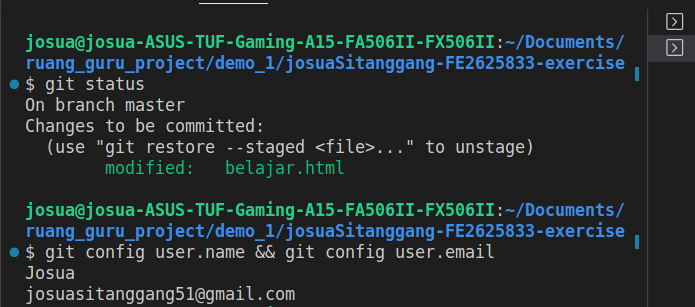 josua@josua-ASUS-TUF-Gaming-A15-FA506II-FX506II:~/Documents/
ruang_guru_project/demo_1/josuaSitanggang-FE2625833-exercise
$ git status
On branch master
Changes to be committed:
  (use "git restore --staged <file>..." to unstage)
        modified:   belajar.html
josua@josua-ASUS-TUF-Gaming-A15-FA506II-FX506II:~/Documents/
ruang_guru_project/demo_1/josuaSitanggang-FE2625833-exercise
$ git config user.name && git config user.email
Josua
josuasitanggang51@gmail.com